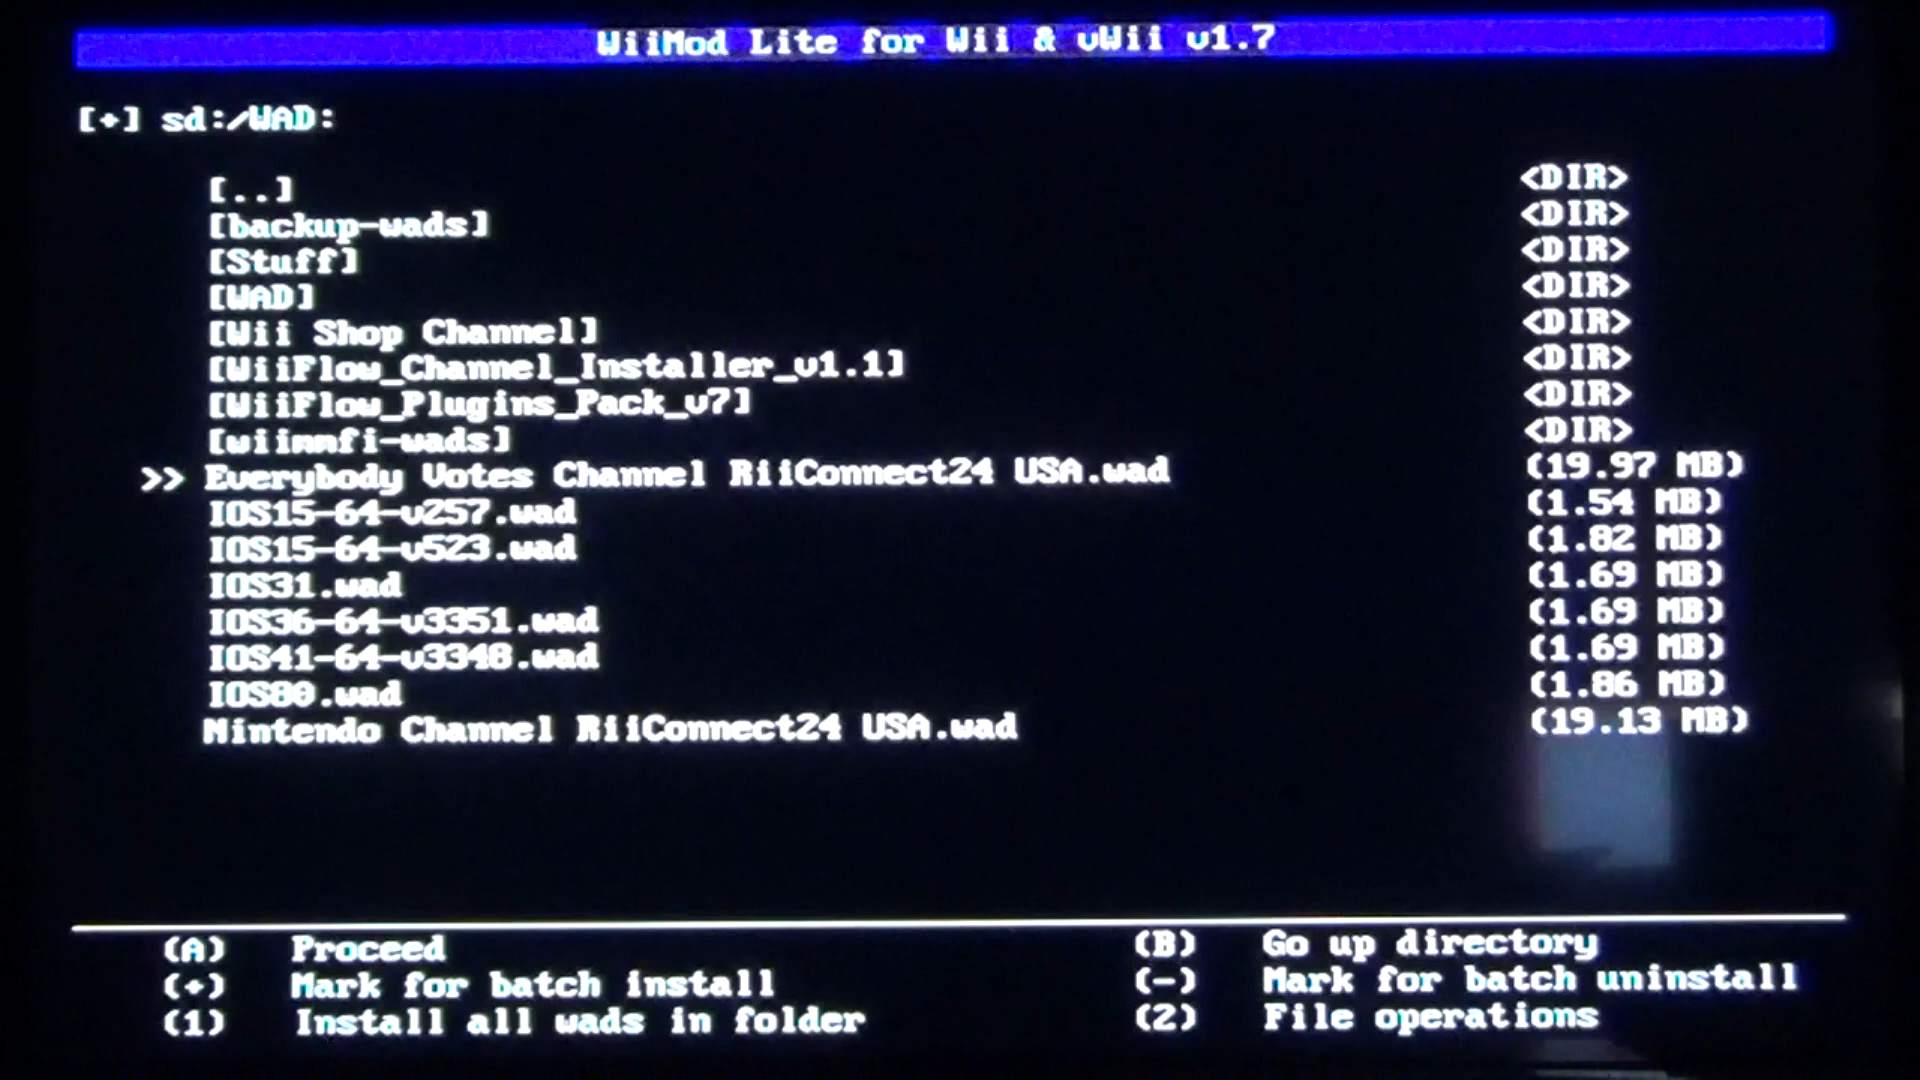 WiiMod Lite for Wii & vWii v1.7
[+] sd:/WAD:
[..] <DIR>
[backup-wads] <DIR>
[Stuff] <DIR>
[WAD] <DIR>
[Wii Shop Channel] <DIR>
[WiiFlow_Channel_Installer_v1.1] <DIR>
[WiiFlow_Plugins_Pack_v7] <DIR>
[wiimmfi-wads] <DIR>
>> Everybody Votes Channel RiiConnect24 USA.wad (19.97 MB)
IOS15-64-v257.wad (1.54 MB)
IOS15-64-v523.wad (1.82 MB)
IOS31.wad (1.69 MB)
IOS36-64-v3351.wad (1.69 MB)
IOS41-64-v3348.wad (1.69 MB)
IOS80.wad (1.86 MB)
Nintendo Channel RiiConnect24 USA.wad (19.13 MB)
(A) Proceed (B) Go up directory
(+) Mark for batch install (-) Mark for batch uninstall
(1) Install all wads in folder (2) File operations